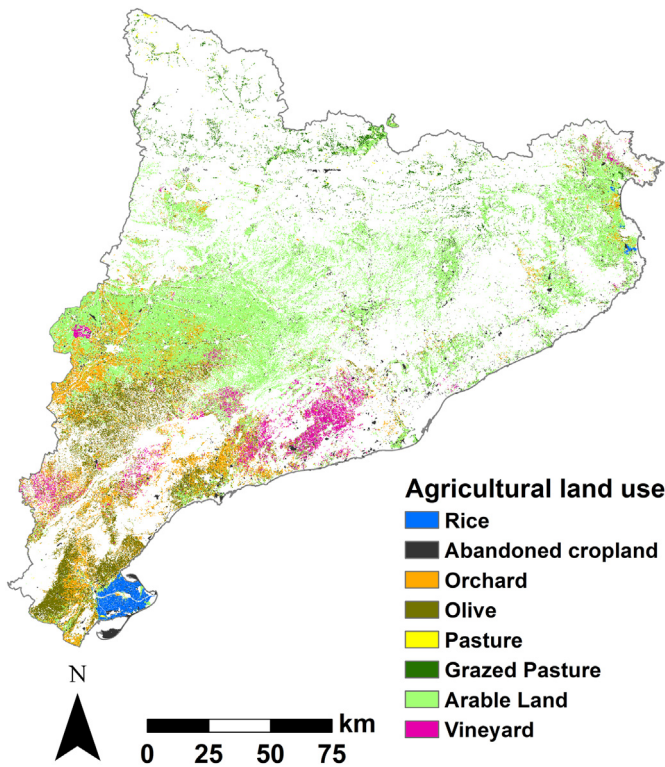 Agricultural land use
Rice
Abandoned cropland
Orchard
Olive
Pasture
Grazed Pasture
Arable Land
Vineyard
N
km
0 25 50 75